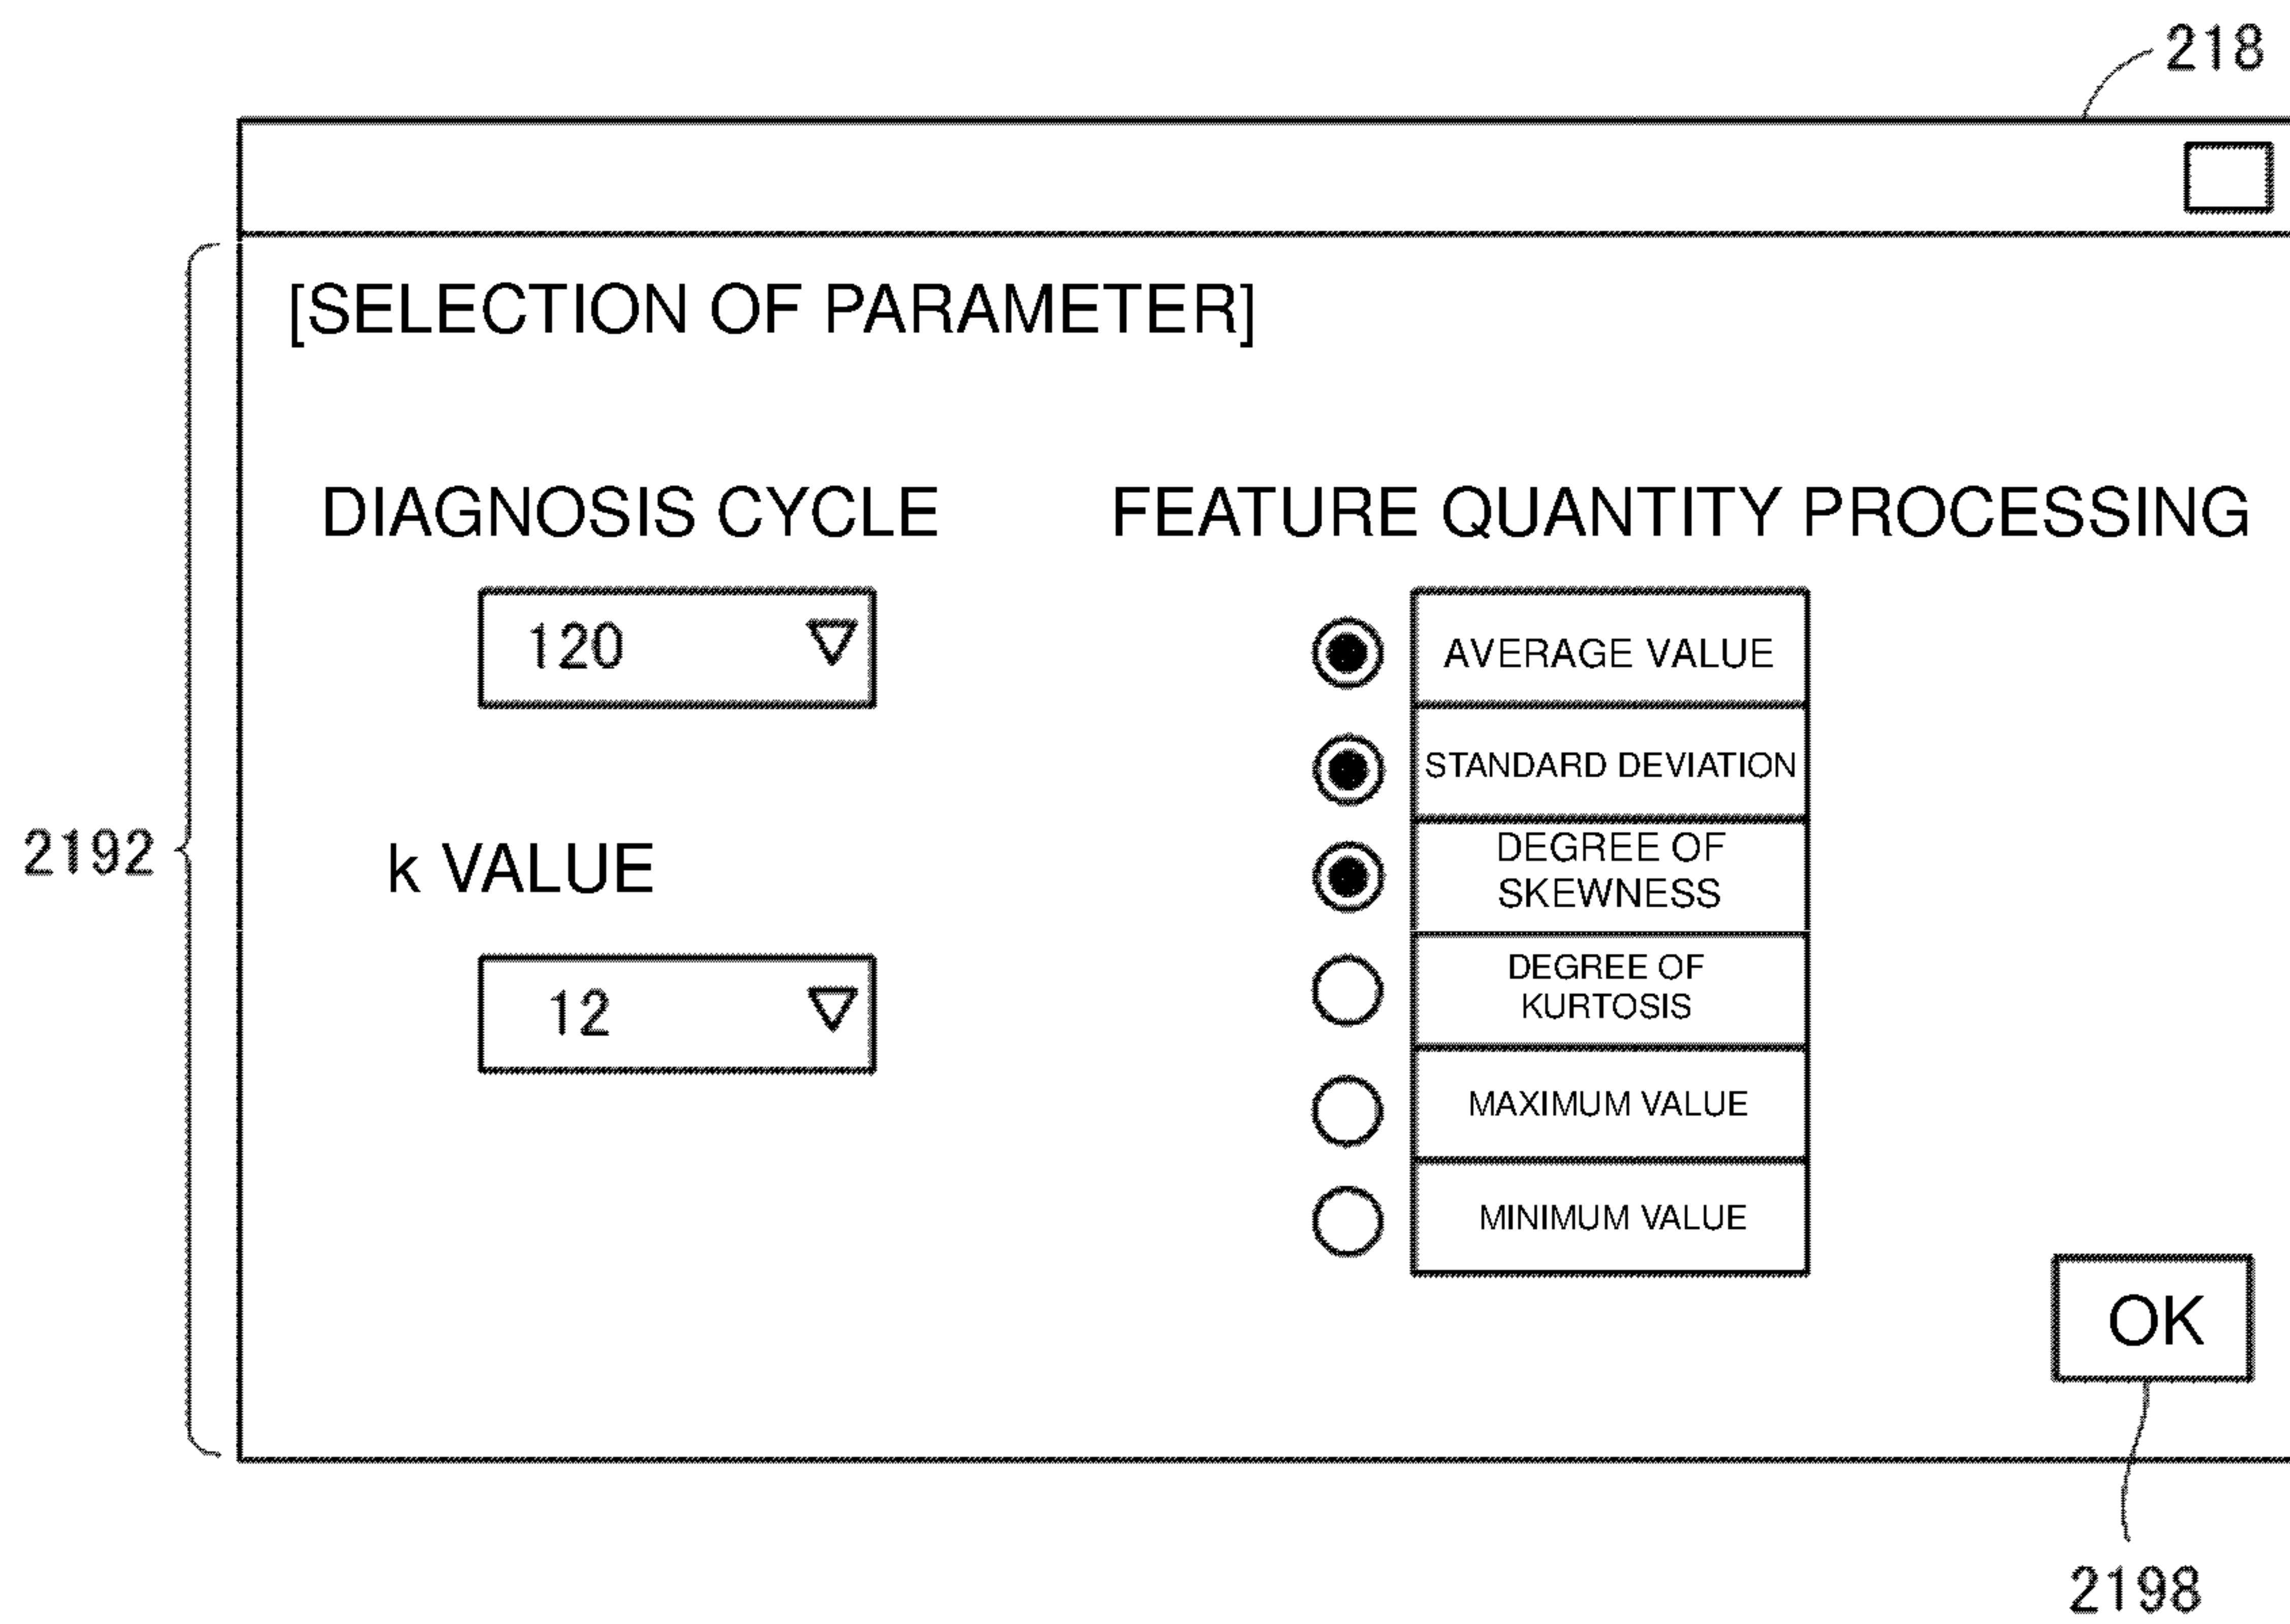 218
[SELECTION OF PARAMETER]
DIAGNOSIS CYCLE
FEATURE QUANTITY PROCESSING
120
AVERAGE VALUE
STANDARD DEVIATION
2192
k VALUE
DEGREE OF
SKEWNESS
12
DEGREE OF
KURTOSIS
MAXIMUM VALUE
MINIMUM VALUE
OK
2198